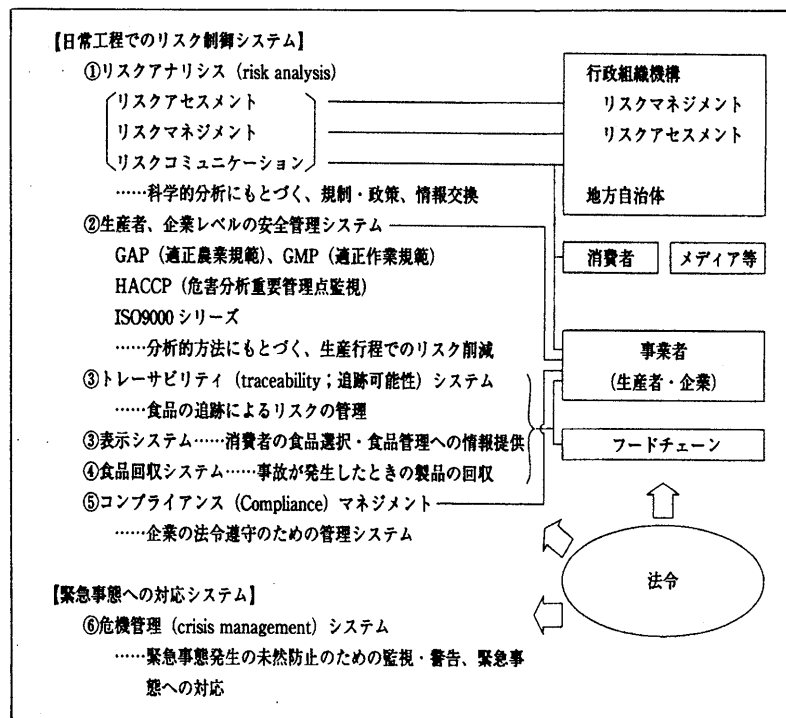 【日常工程でのリスク制御システム】
①リスクアナリシス (risk analysis)
リスクアセスメント
リスクマネジメント
リスクコミュニケーション
……科学的分析にもとづく、規制・政策、情報交換
②生産者、企業レベルの安全管理システム
GAP（適正農業規範）、GMP（適正作業規範）
HACCP（危害分析重要管理点監視）
ISO9000シリーズ
……分析的方法にもとづく、生産行程でのリスク削減
③トレーサビリティ (traceability；追跡可能性) システム
……食品の追跡によるリスクの管理
③表示システム……消費者の食品選択・食品管理への情報提供
④食品回収システム……事故が発生したときの製品の回収
⑤コンプライアンス (Compliance) マネジメント
……企業の法令遵守のための管理システム
【緊急事態への対応システム】
⑥危機管理 (crisis management) システム
……緊急事態発生の未然防止のための監視・警告、緊急事
態への対応
行政組織機構
リスクマネジメント
リスクアセスメント
地方自治体
消費者
メディア等
事業者
(生産者・企業)
フードチェーン
法令